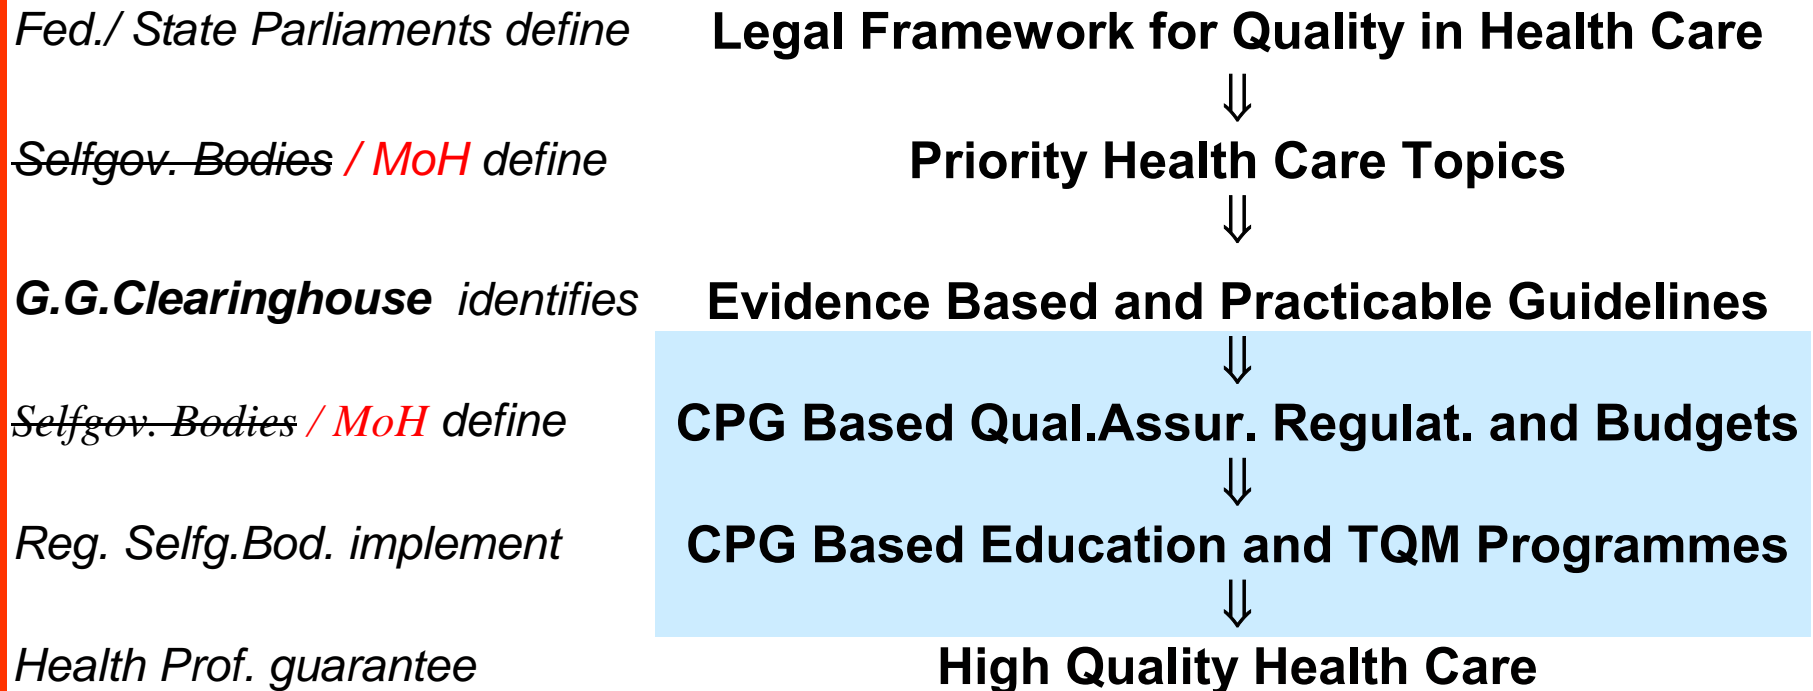 Fed./ State Parliaments define Legal Framework for Quality in Health Care
⇓
Selfgov. Bodies / MoH define Priority Health Care Topics
⇓
G.G.Clearinghouse identifies Evidence Based and Practicable Guidelines
⇓
Selfgov. Bodies / MoH define CPG Based Qual.Assur. Regulat. and Budgets
⇓
Reg. Selfg.Bod. implement CPG Based Education and TQM Programmes
⇓
Health Prof. guarantee High Quality Health Care